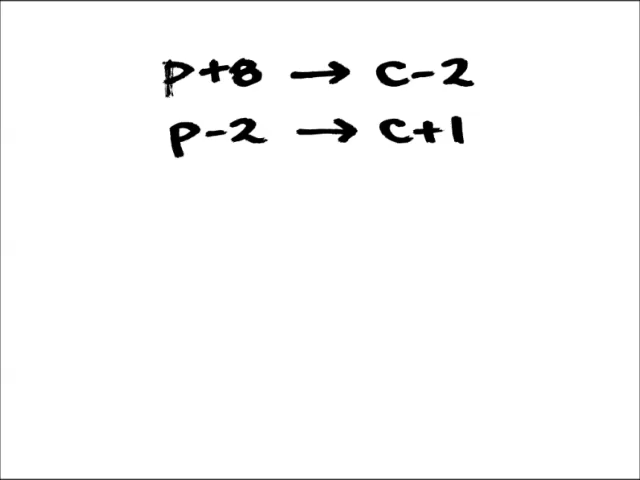 p+8 → c-2
p-2 → c+1